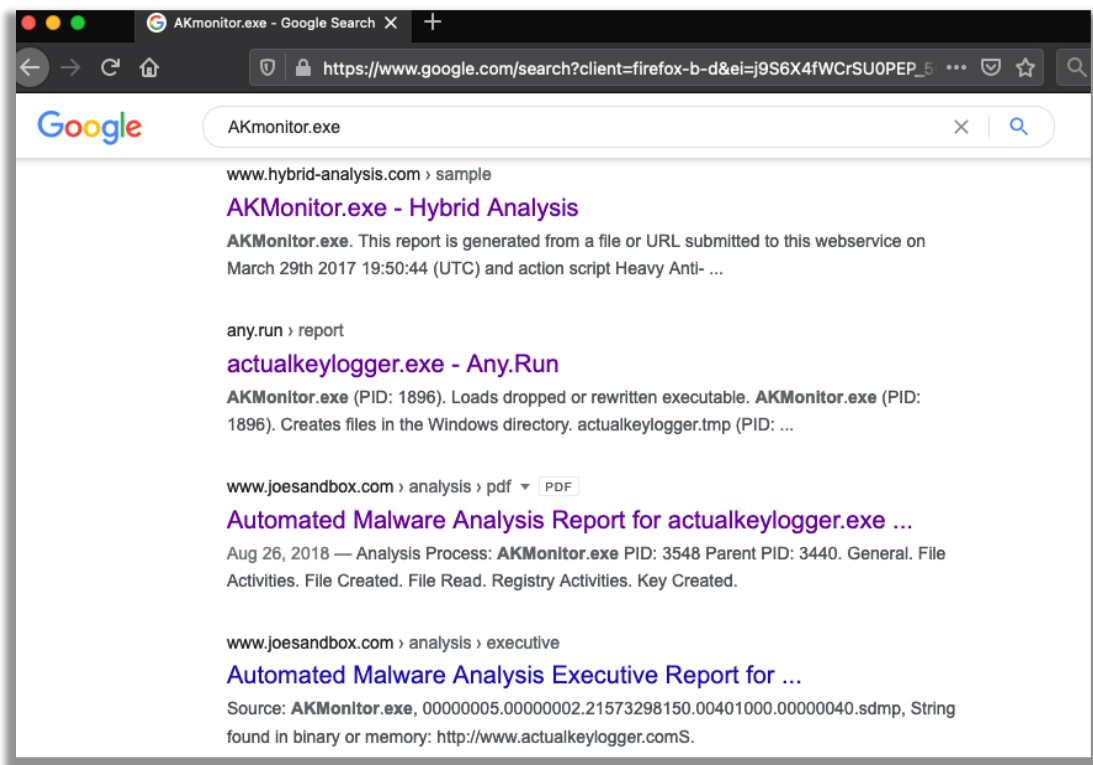 AKmonitor.exe - Google Search
https://www.google.com/search?client=firefox-b-d&ei=j9S6X4fWCrSU0PEP_5
Google
AKmonitor.exe
www.hybrid-analysis.com › sample
AKMonitor.exe - Hybrid Analysis
AKMonitor.exe. This report is generated from a file or URL submitted to this webservice on
March 29th 2017 19:50:44 (UTC) and action script Heavy Anti- ...
any.run › report
actualkeylogger.exe - Any.Run
AKMonitor.exe (PID: 1896). Loads dropped or rewritten executable. AKMonitor.exe (PID:
1896). Creates files in the Windows directory. actualkeylogger.tmp (PID: ...
www.joesandbox.com › analysis › pdf PDF
Automated Malware Analysis Report for actualkeylogger.exe ...
Aug 26, 2018 — Analysis Process: AKMonitor.exe PID: 3548 Parent PID: 3440. General. File
Activities. File Created. File Read. Registry Activities. Key Created.
www.joesandbox.com › analysis › executive
Automated Malware Analysis Executive Report for ...
Source: AKMonitor.exe, 00000005.00000002.21573298150.00401000.00000040.sdmp, String
found in binary or memory: http://www.actualkeylogger.comS.